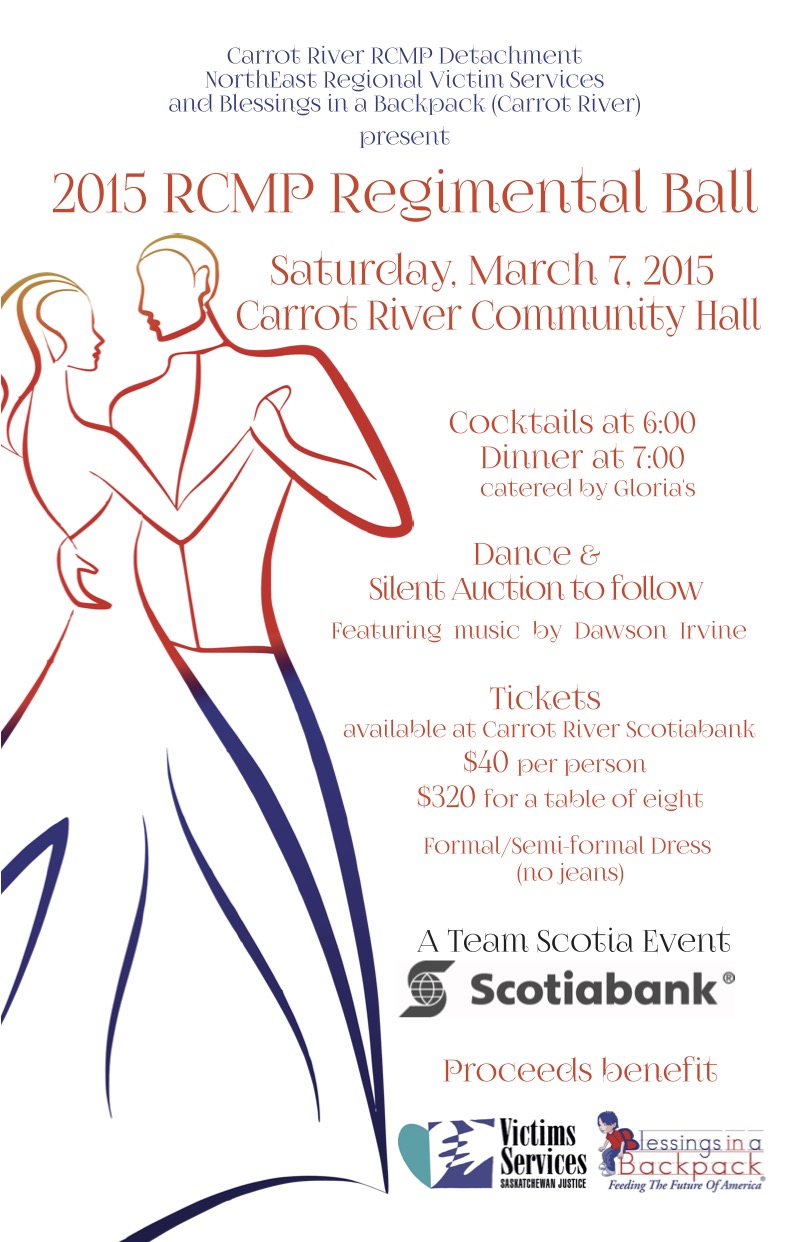 Carrot River RCMP Detachment
NorthEast Regional Victim Services
and Blessings in a Backpack (Carrot River)
present
2015 RCMP Regimental Ball
Saturday, March 7, 2015
Carrot River Community Hall
Cocktails at 6:00
Dinner at 7:00
catered by Gloria's
Dance &
Silent Auction to follow
Featuring music by Dawson Irvine
Tickets
available at Carrot River Scotiabank
$40 per person
$320 for a table of eight
Formal/Semi-formal Dress
(no jeans)
A Team Scotia Event
Scotiabank®
Proceeds benefit
Victims
Services
SASKATCHEWAN JUSTICE
Blessings in a
Backpack®
Feeding The Future Of America®